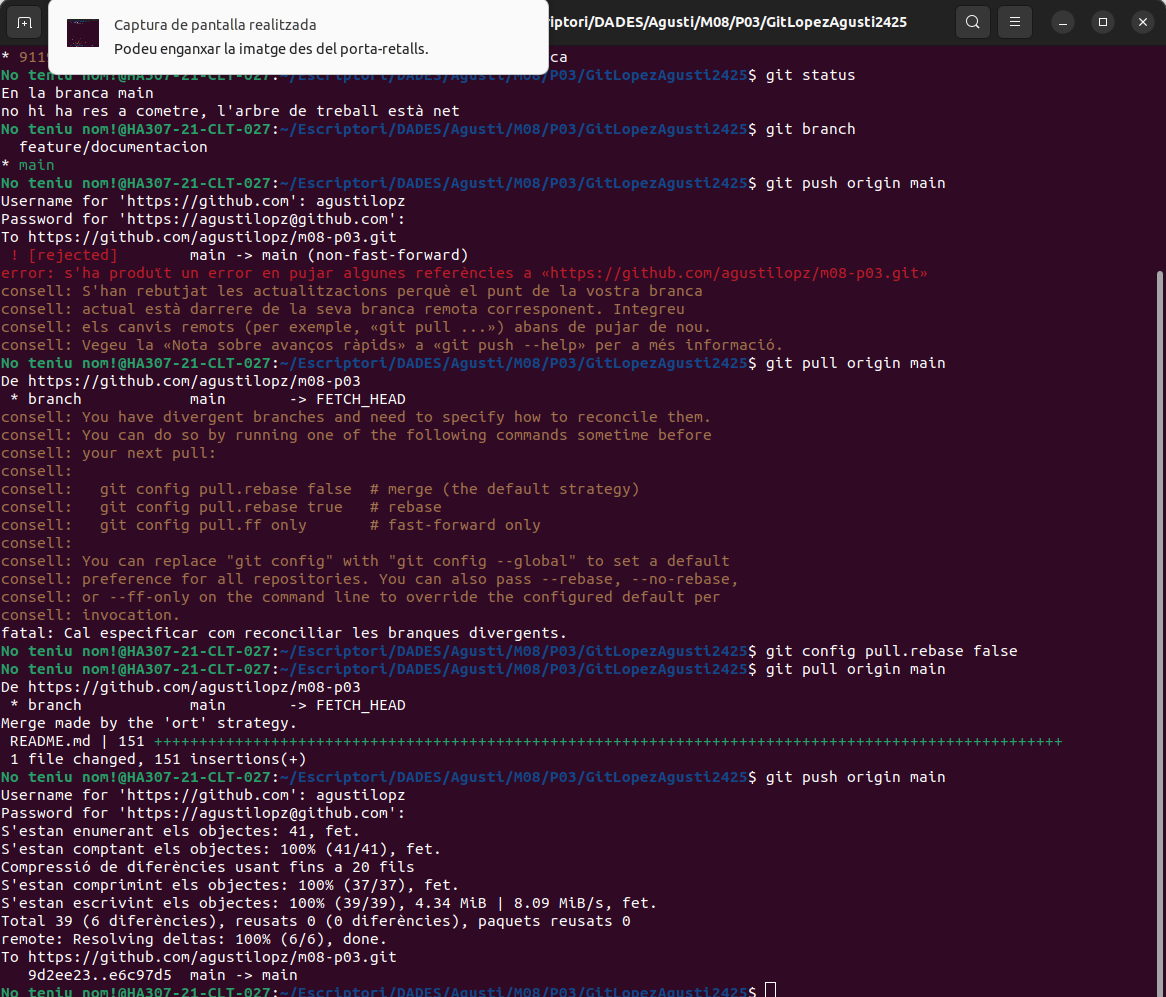 Captura de pantalla realitzada
Podeu enganxar la imatge des del porta-retalls.
riptori/DADES/Agusti/M08/P03/GitLopezAgusti2425
No teniu nom!@HA307-21-CLT-027:~/Escriptori/DADES/Agusti/M08/P03/GitLopezAgusti2425$ git status
En la branca main
no hi ha res a cometre, l'arbre de treball està net
No teniu nom!@HA307-21-CLT-027:~/Escriptori/DADES/Agusti/M08/P03/GitLopezAgusti2425$ git branch
  feature/documentacion
* main
No teniu nom!@HA307-21-CLT-027:~/Escriptori/DADES/Agusti/M08/P03/GitLopezAgusti2425$ git push origin main
Username for 'https://github.com': agustilopz
Password for 'https://agustilopz@github.com':
To https://github.com/agustilopz/m08-p03.git
 ! [rejected]        main -> main (non-fast-forward)
error: s'ha produït un error en pujar algunes referències a «https://github.com/agustilopz/m08-p03.git»
consell: S'han rebutjat les actualitzacions perquè el punt de la vostra branca
consell: actual està darrere de la seva branca remota corresponent. Integreu
consell: els canvis remots (per exemple, «git pull ...») abans de pujar de nou.
consell: Vegeu la «Nota sobre avanços ràpids» a «git push --help» per a més informació.
No teniu nom!@HA307-21-CLT-027:~/Escriptori/DADES/Agusti/M08/P03/GitLopezAgusti2425$ git pull origin main
De https://github.com/agustilopz/m08-p03
 * branch            main       -> FETCH_HEAD
consell: You have divergent branches and need to specify how to reconcile them.
consell: You can do so by running one of the following commands sometime before
consell: your next pull:
consell:
consell:   git config pull.rebase false  # merge (the default strategy)
consell:   git config pull.rebase true   # rebase
consell:   git config pull.ff only       # fast-forward only
consell:
consell: You can replace "git config" with "git config --global" to set a default
consell: preference for all repositories. You can also pass --rebase, --no-rebase,
consell: or --ff-only on the command line to override the configured default per
consell: invocation.
fatal: Cal especificar com reconciliar les branques divergents.
No teniu nom!@HA307-21-CLT-027:~/Escriptori/DADES/Agusti/M08/P03/GitLopezAgusti2425$ git config pull.rebase false
No teniu nom!@HA307-21-CLT-027:~/Escriptori/DADES/Agusti/M08/P03/GitLopezAgusti2425$ git pull origin main
De https://github.com/agustilopz/m08-p03
 * branch            main       -> FETCH_HEAD
Merge made by the 'ort' strategy.
 README.md | 151 +++++++++++++++++++++++++++++++++++++++++++++++++++++++++++++++++++++++++++++++++++++++++++++++++++++
 1 file changed, 151 insertions(+)
No teniu nom!@HA307-21-CLT-027:~/Escriptori/DADES/Agusti/M08/P03/GitLopezAgusti2425$ git push origin main
Username for 'https://github.com': agustilopz
Password for 'https://agustilopz@github.com':
S'estan enumerant els objectes: 41, fet.
S'estan comptant els objectes: 100% (41/41), fet.
Compressió de diferències usant fins a 20 fils
S'estan comprimint els objectes: 100% (37/37), fet.
S'estan escrivint els objectes: 100% (39/39), 4.34 MiB | 8.09 MiB/s, fet.
Total 39 (6 diferències), reusats 0 (0 diferències), paquets reusats 0
remote: Resolving deltas: 100% (6/6), done.
To https://github.com/agustilopz/m08-p03.git
   9d2ee23..e6c97d5  main -> main
No teniu nom!@HA307-21-CLT-027:~/Escriptori/DADES/Agusti/M08/P03/GitLopezAgusti2425$